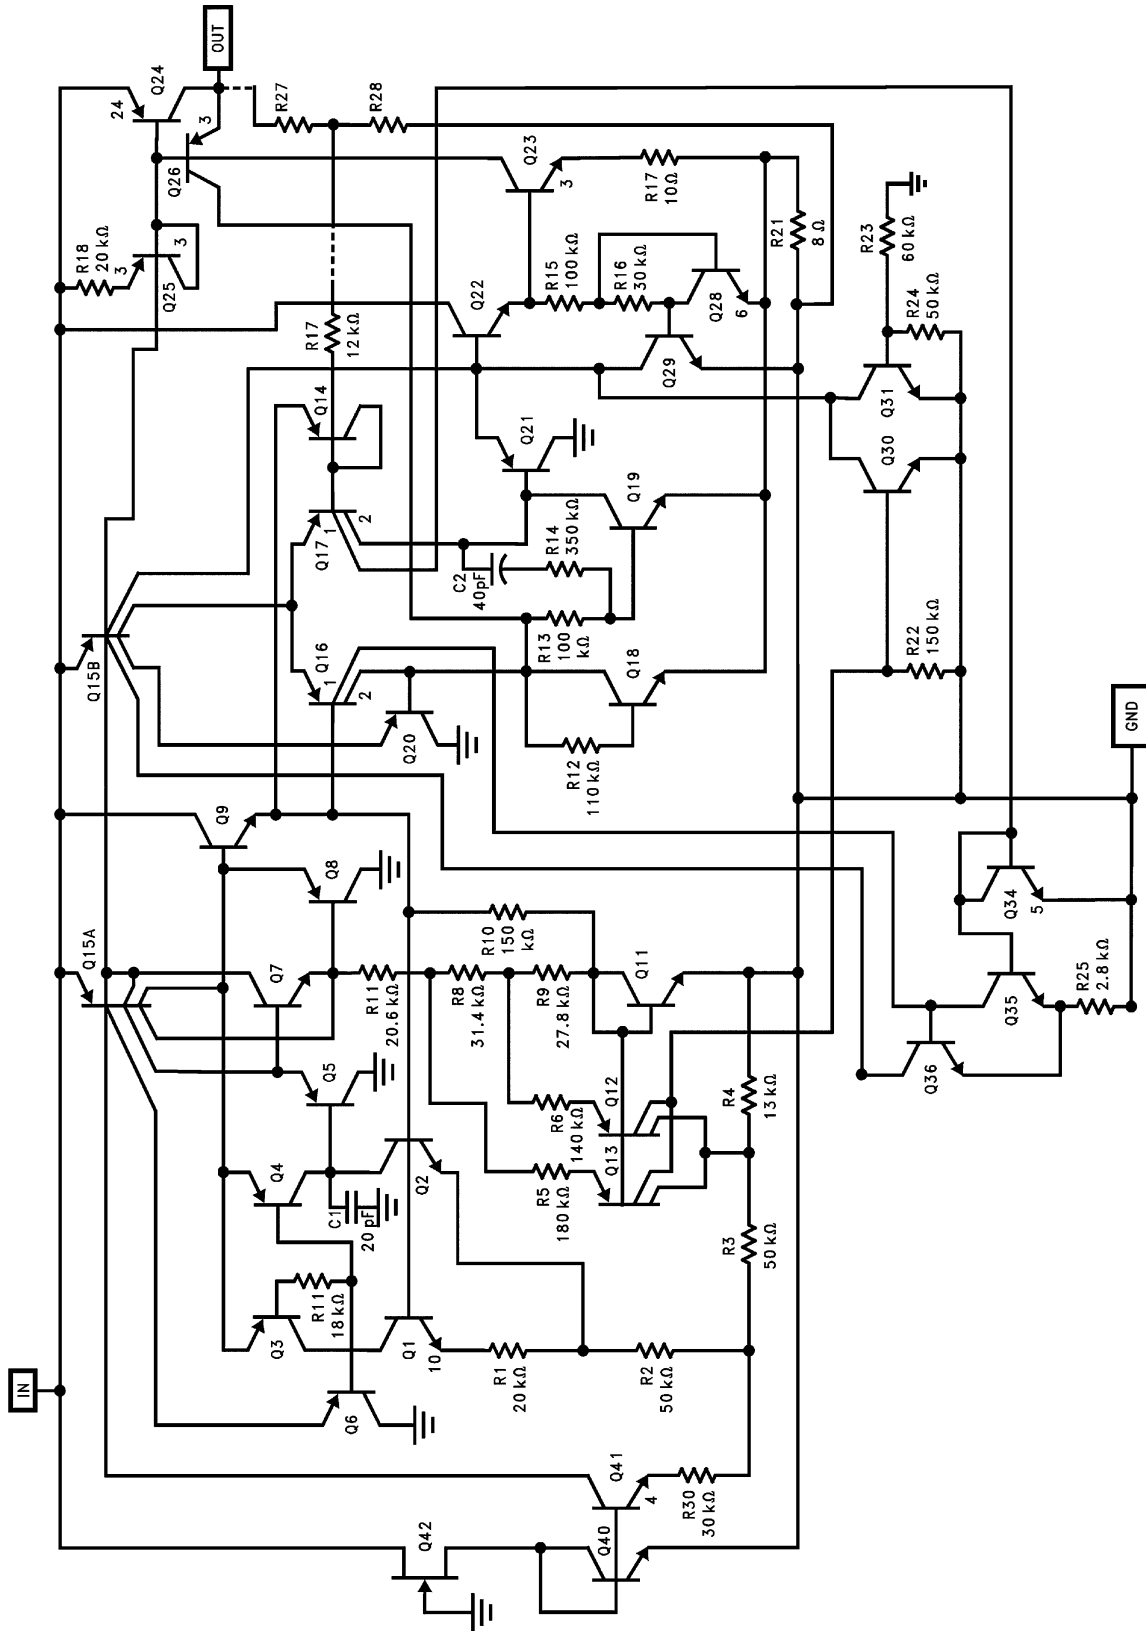 IN
Q42
Q40
Q41
4
R30
30 kΩ
Q6
Q3
R11
18 kΩ
Q1
10
R1
20 kΩ
R2
50 kΩ
Q4
C1
20 pF
Q2
Q5
R3
50 kΩ
R4
13 kΩ
R5
180 kΩ
Q13
R6
140 kΩ
Q12
Q15A
Q7
R11
20.6 kΩ
R8
31.4 kΩ
R9
27.8 kΩ
R10
150
kΩ
Q11
Q8
Q9
Q15B
Q20
Q16
1
2
Q17
1
2
Q14
R17
12 kΩ
R12
110 kΩ
Q18
R13
100
kΩ
C2
40pF
R14
350 kΩ
Q19
Q21
Q22
R15
100 kΩ
R16
30 kΩ
Q29
Q28
6
R18
20 kΩ
3
3
Q25
Q26
3
24
Q24
OUT
R27
R28
Q23
3
R17
10Ω
R21
8 Ω
R22
150 kΩ
Q30
Q31
R24
50 kΩ
R23
60 kΩ
GND
Q36
Q35
R25
2.8 kΩ
Q34
5